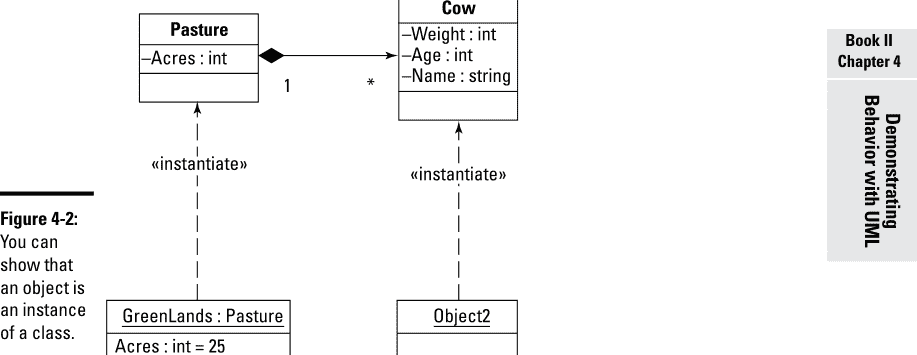 Pasture
–Acres : int
Cow
–Weight : int
–Age : int
–Name : string
1
*
«instantiate»
«instantiate»
GreenLands : Pasture
Acres : int = 25
Object2
Figure 4-2:
You can
show that
an object is
an instance
of a class.
Book II
Chapter 4
Demonstrating
Behavior with UML